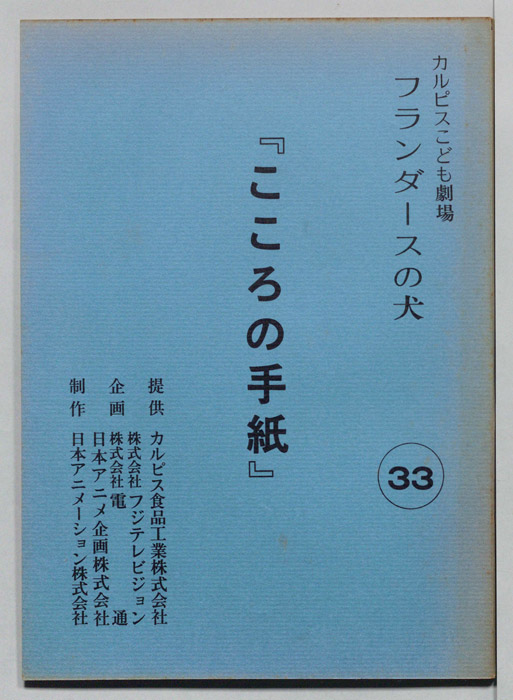 カルピスこども劇場
フランダースの犬
33
『こころの手紙』
提供 カルピス食品工業株式会社
株式会社 フジテレビジョン
企画 株式会社 電通
日本アニメ企画株式会社
制作 日本アニメーション株式会社